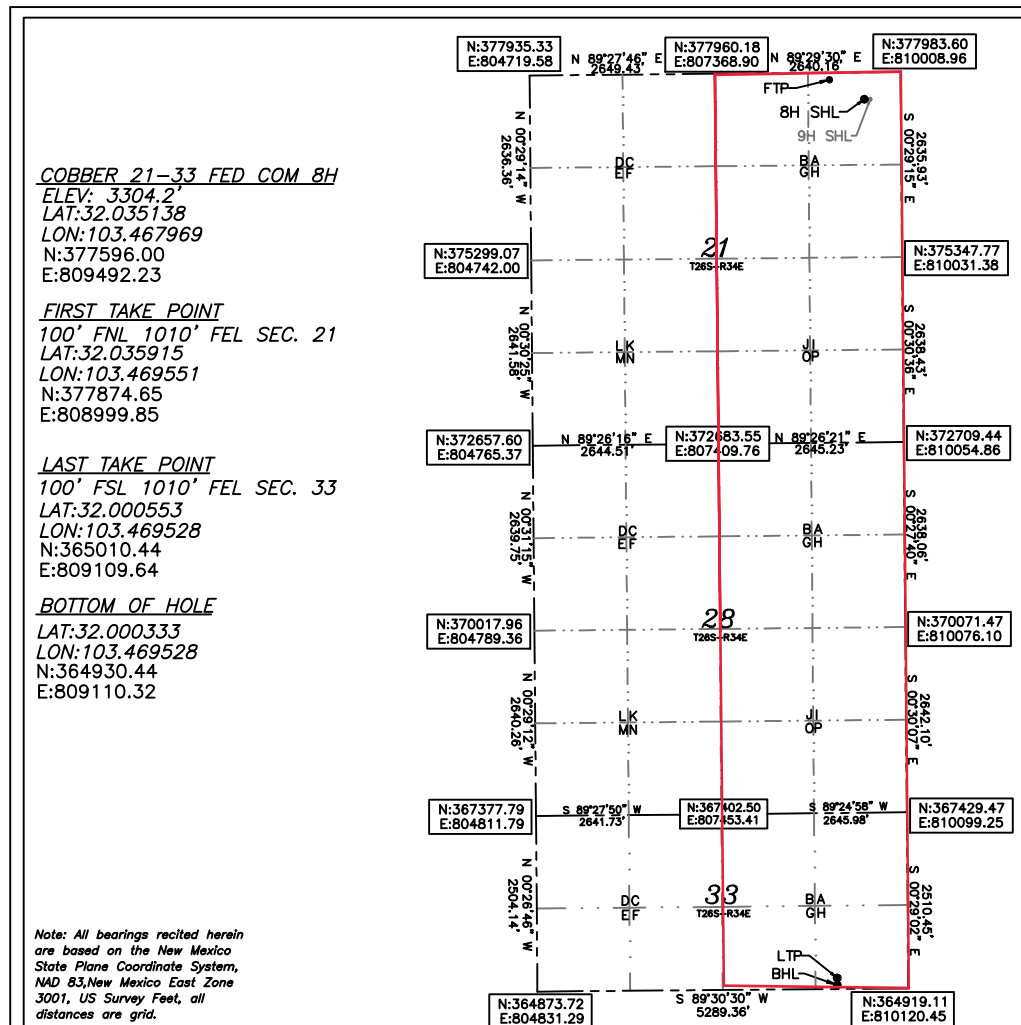 COBBER 21-33 FED COM 8H
ELEV: 3304.2'
LAT:32.035138
LON:103.467969
N:377596.00
E:809492.23
FIRST TAKE POINT
100' FNL 1010' FEL SEC. 21
LAT:32.035915
LON:103.469551
N:377874.65
E:808999.85
LAST TAKE POINT
100' FSL 1010' FEL SEC. 33
LAT:32.000553
LON:103.469528
N:365010.44
E:809109.64
BOTTOM OF HOLE
LAT:32.000333
LON:103.469528
N:364930.44
E:809110.32
Note: All bearings recited herein
are based on the New Mexico
State Plane Coordinate System,
NAD 83,New Mexico East Zone
3001, US Survey Feet, all
distances are grid.
N:377935.33
E:804719.58
N 89°27'46" E
2649.43'
N:377960.18
E:807368.90
N 89°29'30" E
2640.16'
N:377983.60
E:810008.96
FTP
8H SHL
9H SHL
N 00°29'14" W
2636.36'
DC
EF
BA
GH
S 00°29'15" E
2635.93'
N:375299.07
E:804742.00
21
T26S-R34E
N:375347.77
E:810031.38
N 00°30'25" W
2641.58'
LK
MN
JI
OP
S 00°30'36" E
2638.43'
N:372657.60
E:804765.37
N 89°26'16" E
2644.51'
N:372683.55
E:807409.76
N 89°26'21" E
2645.23'
N:372709.44
E:810054.86
N 00°31'15" W
2639.75'
DC
EF
BA
GH
S 00°27'40" E
2638.06'
N:370017.96
E:804789.36
28
T26S-R34E
N:370071.47
E:810076.10
N 00°29'12" W
2640.26'
LK
MN
JI
OP
S 00°30'07" E
2642.10'
N:367377.79
E:804811.79
S 89°27'50" W
2641.73'
N:367402.50
E:807453.41
S 89°24'58" W
2645.98'
N:367429.47
E:810099.25
N 00°26'46" W
2504.14'
DC
EF
33
T26S-R34E
BA
GH
S 00°29'02" E
2510.45'
LTP
BHL
N:364873.72
E:804831.29
S 89°30'30" W
5289.36'
N:364919.11
E:810120.45